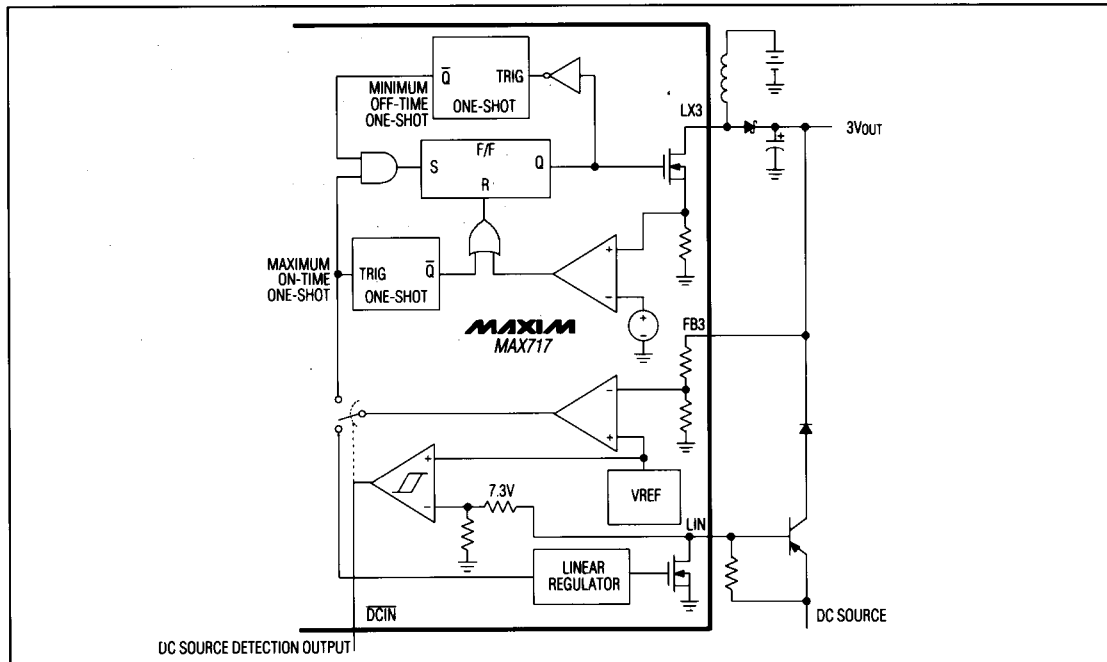 Q
TRIG
MINIMUM
OFF-TIME
ONE-SHOT
ONE-SHOT
LX3
3VOUT
F/F
S
Q
R
MAXIMUM
ON-TIME
ONE-SHOT
TRIG
Q
ONE-SHOT
+
−
+
−
MAXIM
MAX717
FB3
−
+
+
−
7.3V
VREF
LIN
LINEAR
REGULATOR
DCIN
DC SOURCE
DC SOURCE DETECTION OUTPUT